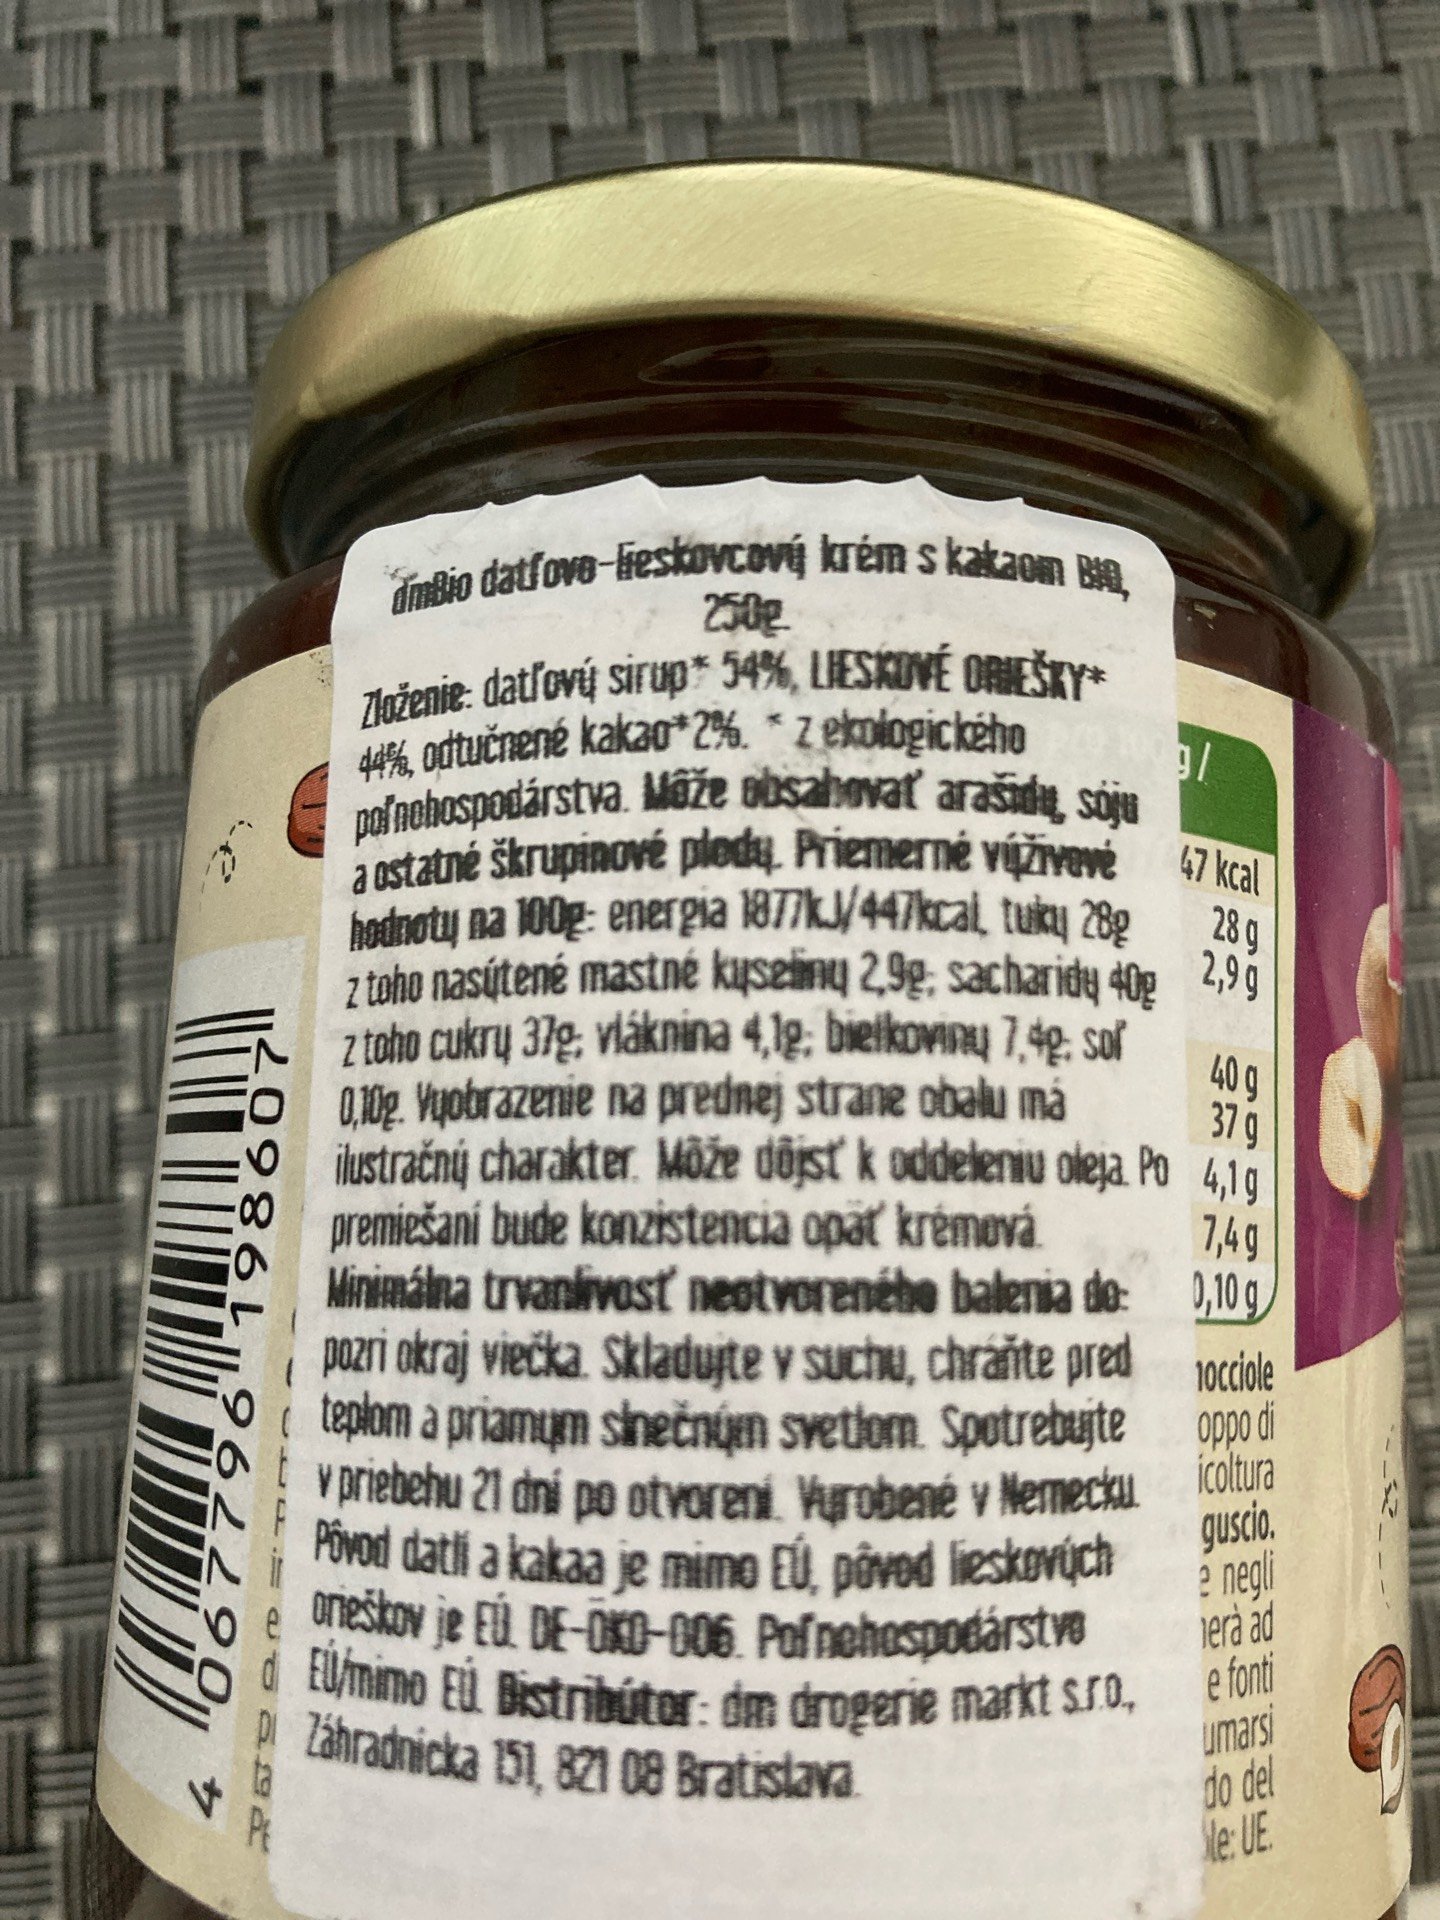 dmBio datľovo-lieskovcový krém s kakaom BIO,
250g
Zloženie: datľový sirup* 54%, LIESKOVÉ ORIEŠKY*
44%, odtučnené kakao*2%. * z ekologického
poľnohospodárstva. Môže obsahovať arašidy, sóju
a ostatné škrupinové plody. Priemerné výživové
hodnoty na 100g: energia 1877kJ/447kcal, tuky 28g
z toho nasýtené mastné kyseliny 2,9g; sacharidy 40g
z toho cukry 37g; vláknina 4,1g; bielkoviny 7,4g; soľ
0,10g. Vyobrazenie na prednej strane obalu má
ilustračný charakter. Môže dôjsť k oddeleniu oleja. Po
premiešaní bude konzistencia opäť krémová.
Minimálna trvanlivosť neotvoreného balenia do:
pozri okraj viečka. Skladujte v suchu, chráňte pred
teplom a priamym slnečným svetlom. Spotrebujte
v priebehu 21 dní po otvorení. Vyrobené v Nemecku.
Pôvod datlí a kakaa je mimo EÚ, pôvod lieskových
orieškov je EÚ. DE-ÖKO-006. Poľnohospodárstvo
EÚ/mimo EÚ. Distribútor: dm drogerie markt s.r.o.,
Záhradnícka 151, 821 08 Bratislava.
4 067796 198607
g/
47 kcal
28 g
2,9 g
40 g
37 g
4,1 g
7,4 g
0,10 g
nocciole
oppo di
icoltura
guscio.
e negli
nerà ad
e fonti
umarsi
do del
ole: UE.